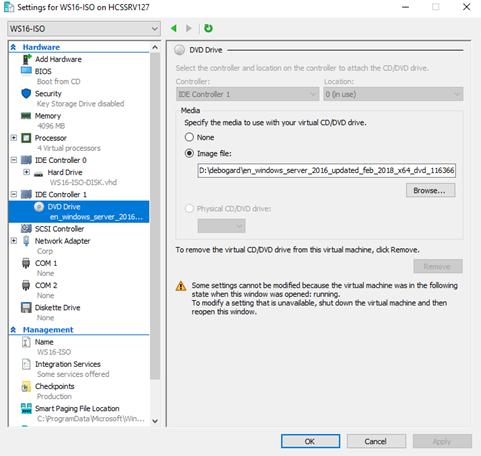 Settings for WS16-ISO on HCSSRV127
WS16-ISO
Hardware
Add Hardware
BIOS
Boot from CD
Security
Key Storage Drive disabled
Memory
4096 MB
Processor
4 Virtual processors
IDE Controller 0
Hard Drive
WS16-ISO-DISK.vhd
IDE Controller 1
DVD Drive
en_windows_server_2016...
SCSI Controller
Network Adapter
Corp
COM 1
None
COM 2
None
Diskette Drive
None
Management
Name
WS16-ISO
Integration Services
Some services offered
Checkpoints
Production
Smart Paging File Location
C:\ProgramData\Microsoft\Win...
DVD Drive
Select the controller and location on the controller to attach the CD/DVD drive.
Controller:
Location:
IDE Controller 1
0 (in use)
Media
Specify the media to use with your virtual CD/DVD drive.
None
Image file:
D:\debogard\en_windows_server_2016_updated_feb_2018_x64_dvd_116366
Browse...
Physical CD/DVD drive:
To remove the virtual CD/DVD drive from this virtual machine, click Remove.
Remove
Some settings cannot be modified because the virtual machine was in the following
state when this window was opened: running.
To modify a setting that is unavailable, shut down the virtual machine and then
reopen this window.
OK
Cancel
Apply